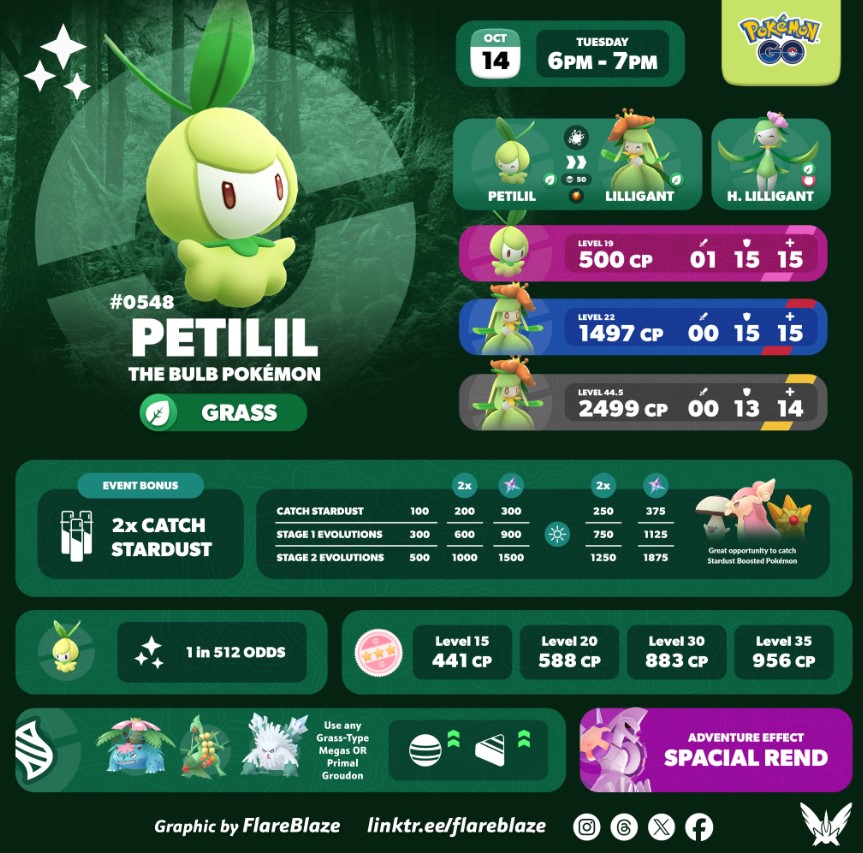 OCT
14
TUESDAY
6PM - 7PM
POKÉMON
GO
50
PETILIL
LILLIGANT
H. LILLIGANT
LEVEL 19
500 CP
01 15 15
LEVEL 22
1497 CP
00 15 15
LEVEL 44.5
2499 CP
00 13 14
#0548
PETILIL
THE BULB POKÉMON
GRASS
EVENT BONUS
2x CATCH
STARDUST
2x 2x
CATCH STARDUST 100 200 300 250 375
STAGE 1 EVOLUTIONS 300 600 900 750 1125
STAGE 2 EVOLUTIONS 500 1000 1500 1250 1875
Great opportunity to catch
Stardust Boosted Pokémon
1 in 512 ODDS
Level 15
441 CP
Level 20
588 CP
Level 30
883 CP
Level 35
956 CP
Use any
Grass-Type
Megas OR
Primal
Groudon
ADVENTURE EFFECT
SPACIAL REND
Graphic by FlareBlaze linktr.ee/flareblaze